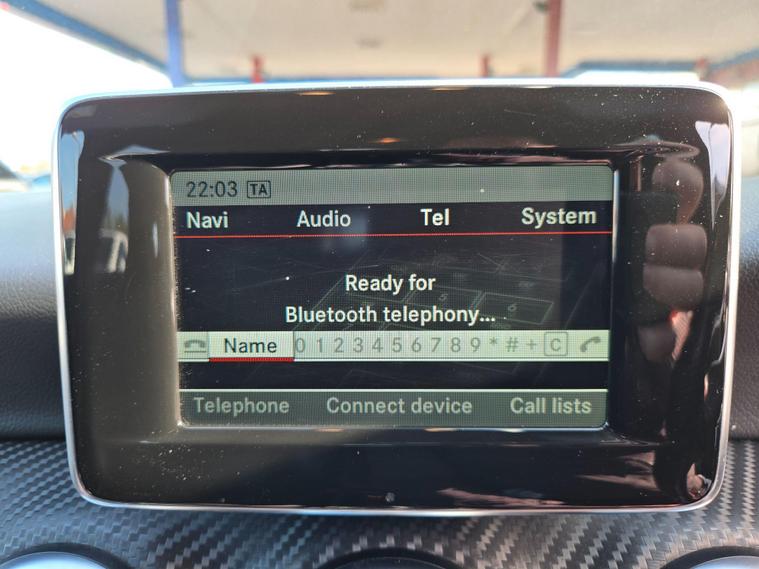 22:03 TA
Navi Audio Tel System
Ready for
Bluetooth telephony...
Name 0 1 2 3 4 5 6 7 8 9 * # + C
Telephone Connect device Call lists